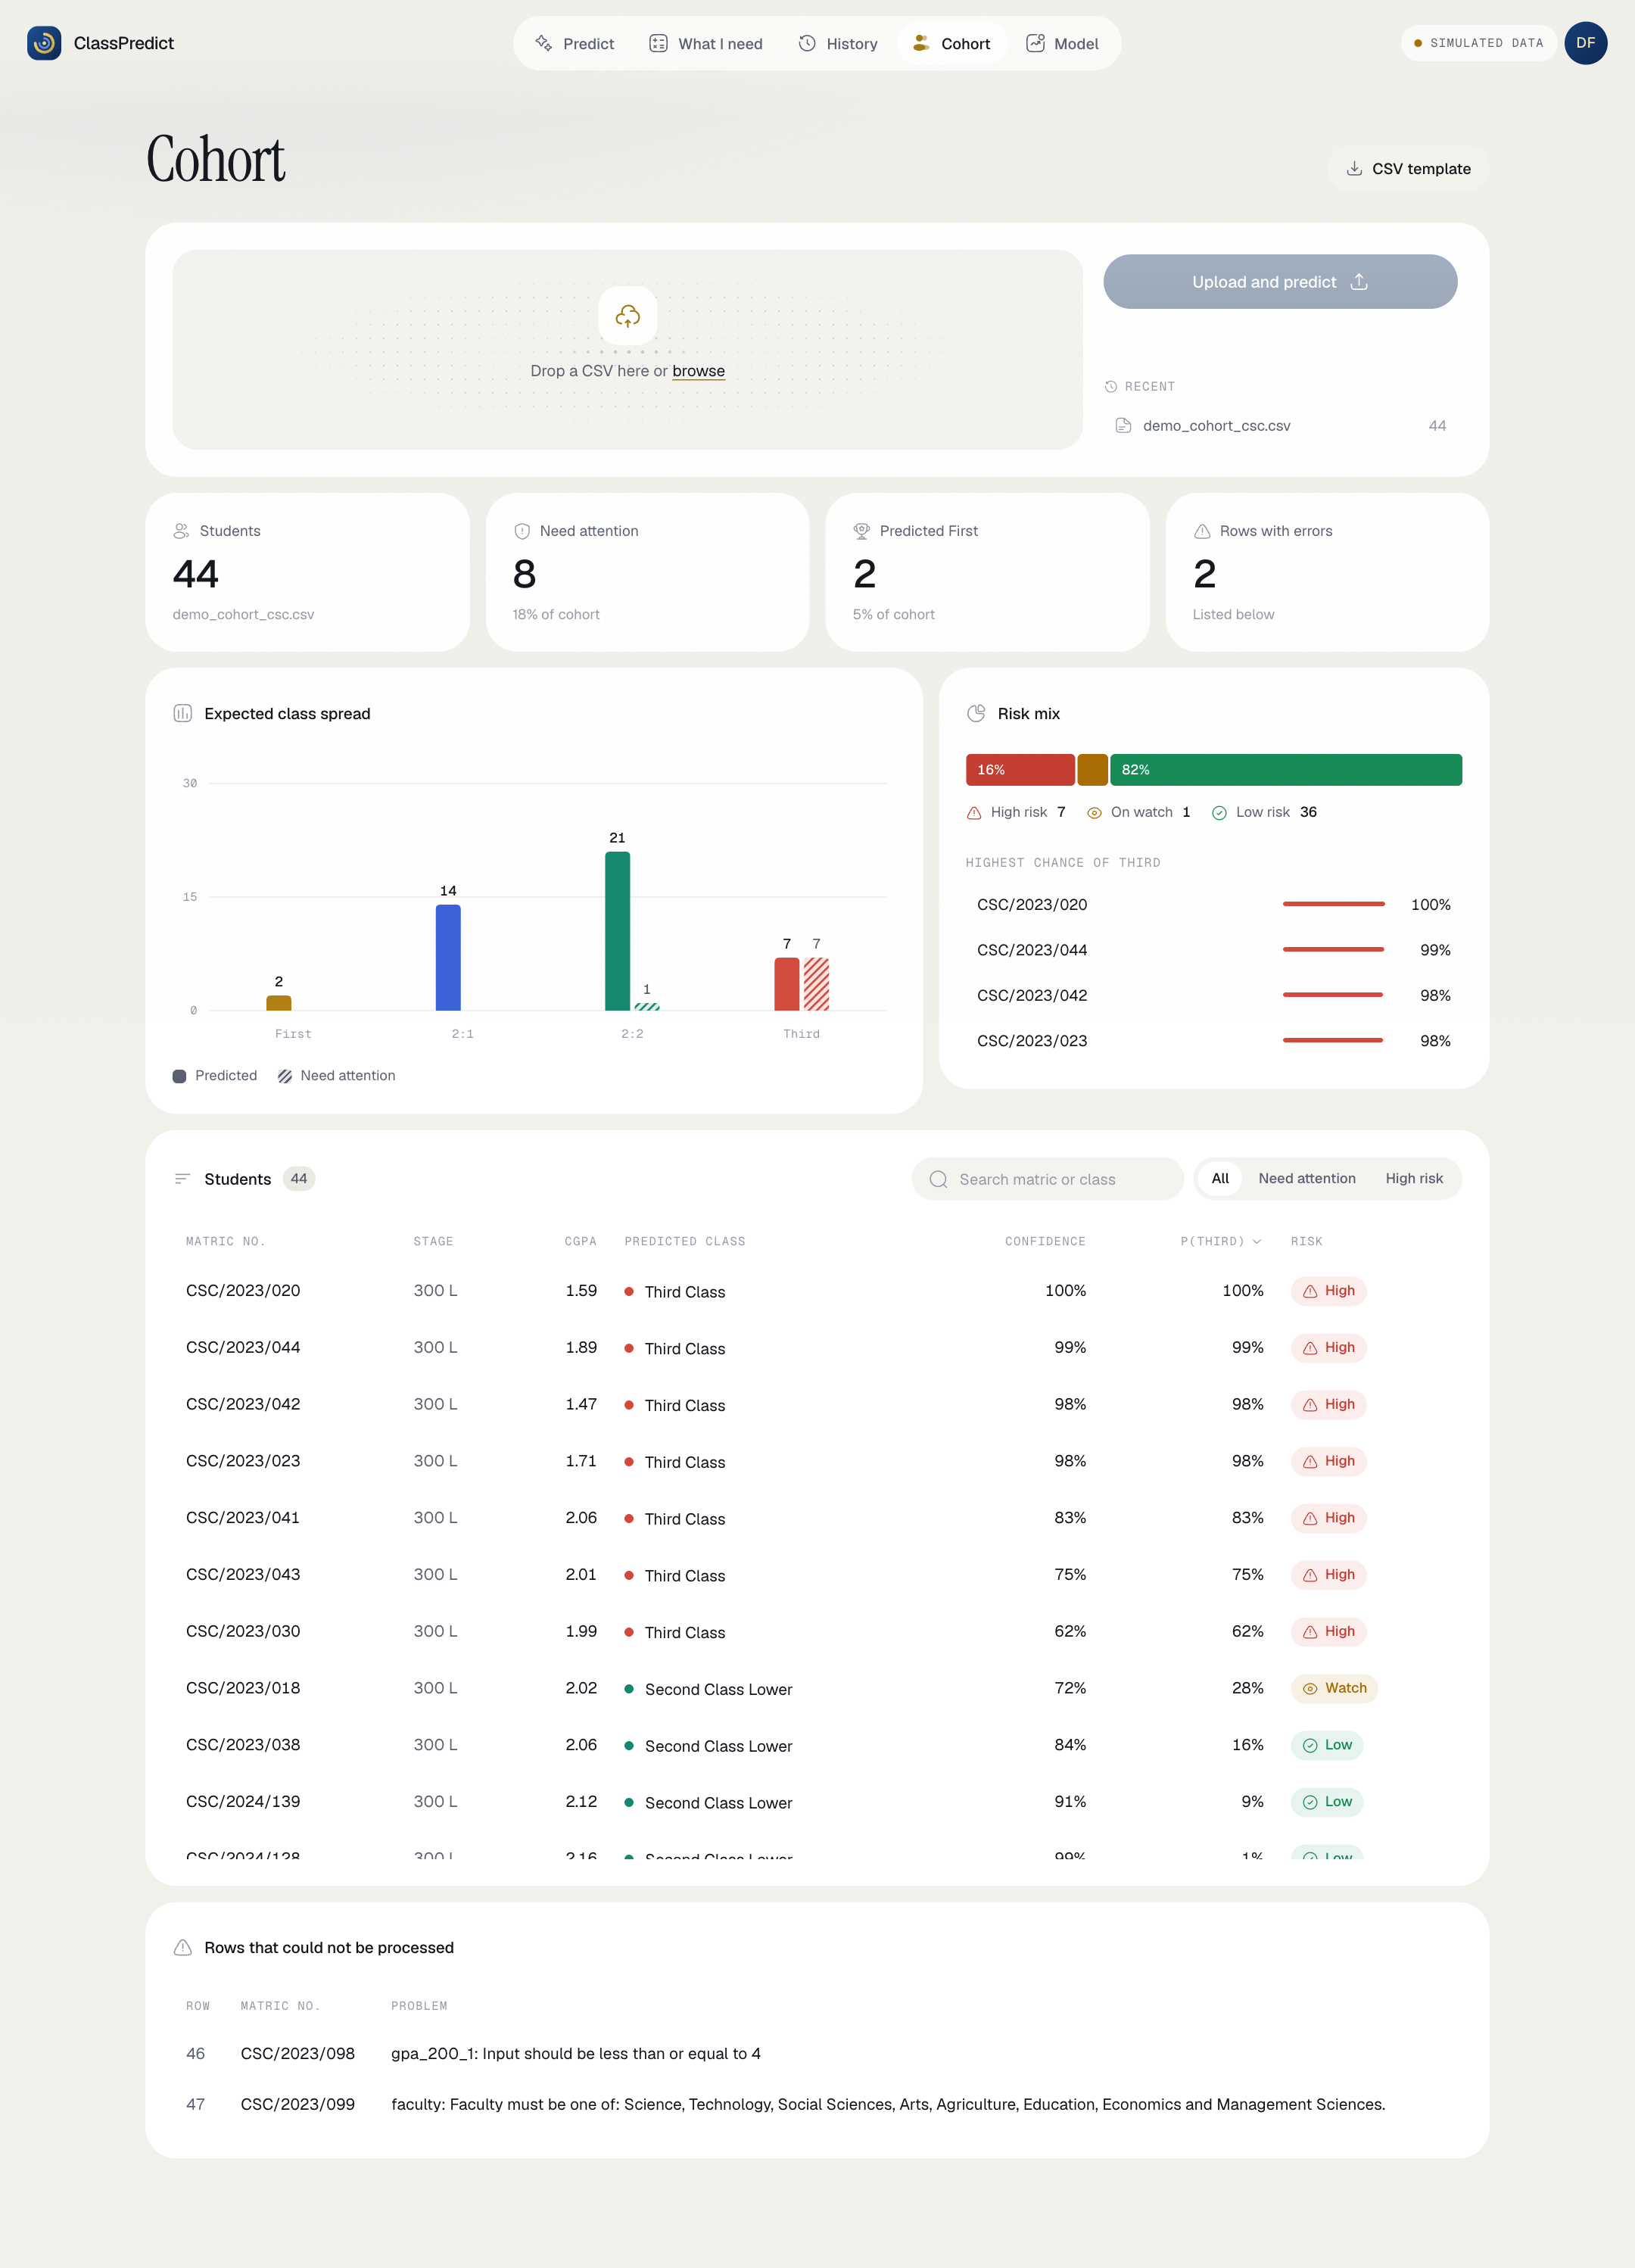 ClassPredict
Predict
What I need
History
Cohort
Model
SIMULATED DATA
DF
Cohort
CSV template
Drop a CSV here or browse
Upload and predict
RECENT
demo_cohort_csc.csv 44
Students
44
demo_cohort_csc.csv
Need attention
8
18% of cohort
Predicted First
2
5% of cohort
Rows with errors
2
Listed below
Expected class spread
30
15
0
2
14
21
1
7 7
First 2:1 2:2 Third
Predicted Need attention
Risk mix
16% 82%
High risk 7 On watch 1 Low risk 36
HIGHEST CHANCE OF THIRD
CSC/2023/020 100%
CSC/2023/044 99%
CSC/2023/042 98%
CSC/2023/023 98%
Students 44
Search matric or class
All Need attention High risk
MATRIC NO. STAGE CGPA PREDICTED CLASS CONFIDENCE P(THIRD) RISK
CSC/2023/020 300 L 1.59 Third Class 100% 100% High
CSC/2023/044 300 L 1.89 Third Class 99% 99% High
CSC/2023/042 300 L 1.47 Third Class 98% 98% High
CSC/2023/023 300 L 1.71 Third Class 98% 98% High
CSC/2023/041 300 L 2.06 Third Class 83% 83% High
CSC/2023/043 300 L 2.01 Third Class 75% 75% High
CSC/2023/030 300 L 1.99 Third Class 62% 62% High
CSC/2023/018 300 L 2.02 Second Class Lower 72% 28% Watch
CSC/2023/038 300 L 2.06 Second Class Lower 84% 16% Low
CSC/2024/139 300 L 2.12 Second Class Lower 91% 9% Low
CSC/2024/128 300 L 2.16 Second Class Lower 99% 1% Low
Rows that could not be processed
ROW MATRIC NO. PROBLEM
46 CSC/2023/098 gpa_200_1: Input should be less than or equal to 4
47 CSC/2023/099 faculty: Faculty must be one of: Science, Technology, Social Sciences, Arts, Agriculture, Education, Economics and Management Sciences.